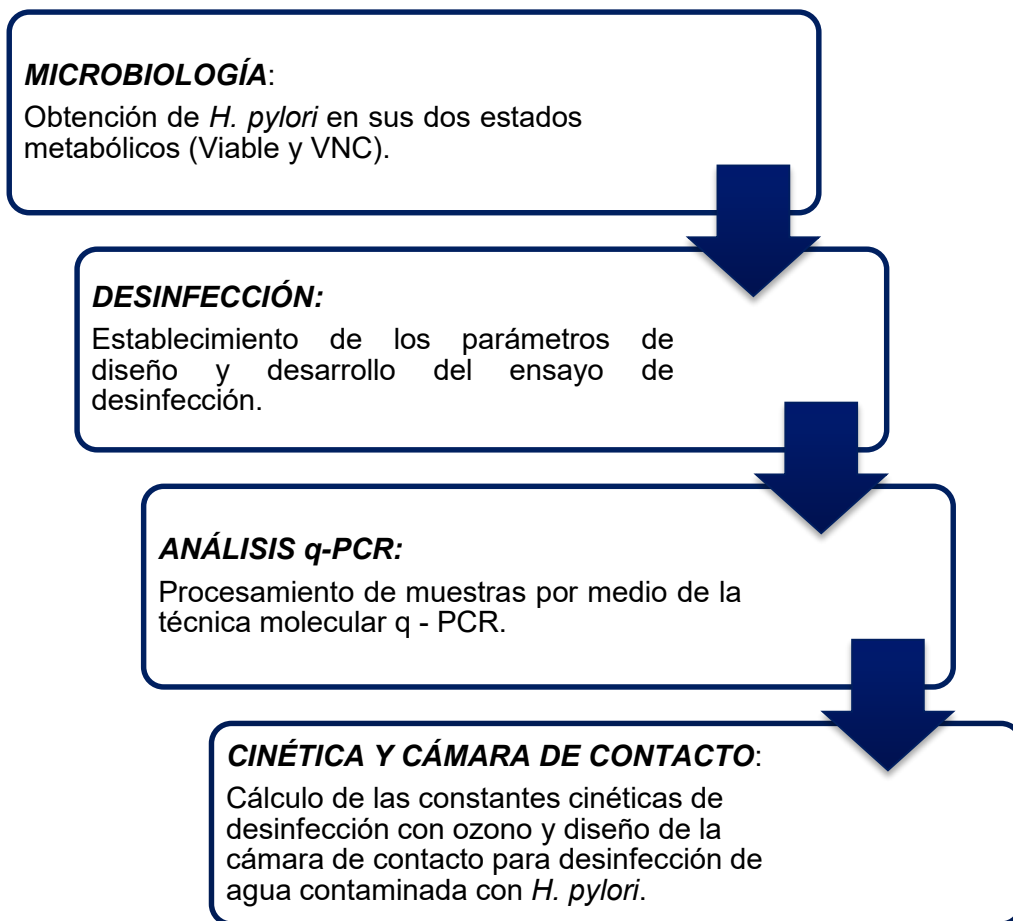 MICROBIOLOGÍA:
Obtención de H. pylori en sus dos estados
metabólicos (Viable y VNC).
DESINFECCIÓN:
Establecimiento de los parámetros de
diseño y desarrollo del ensayo de
desinfección.
ANÁLISIS q-PCR:
Procesamiento de muestras por medio de la
técnica molecular q - PCR.
CINÉTICA Y CÁMARA DE CONTACTO:
Cálculo de las constantes cinéticas de
desinfección con ozono y diseño de la
cámara de contacto para desinfección de
agua contaminada con H. pylori.